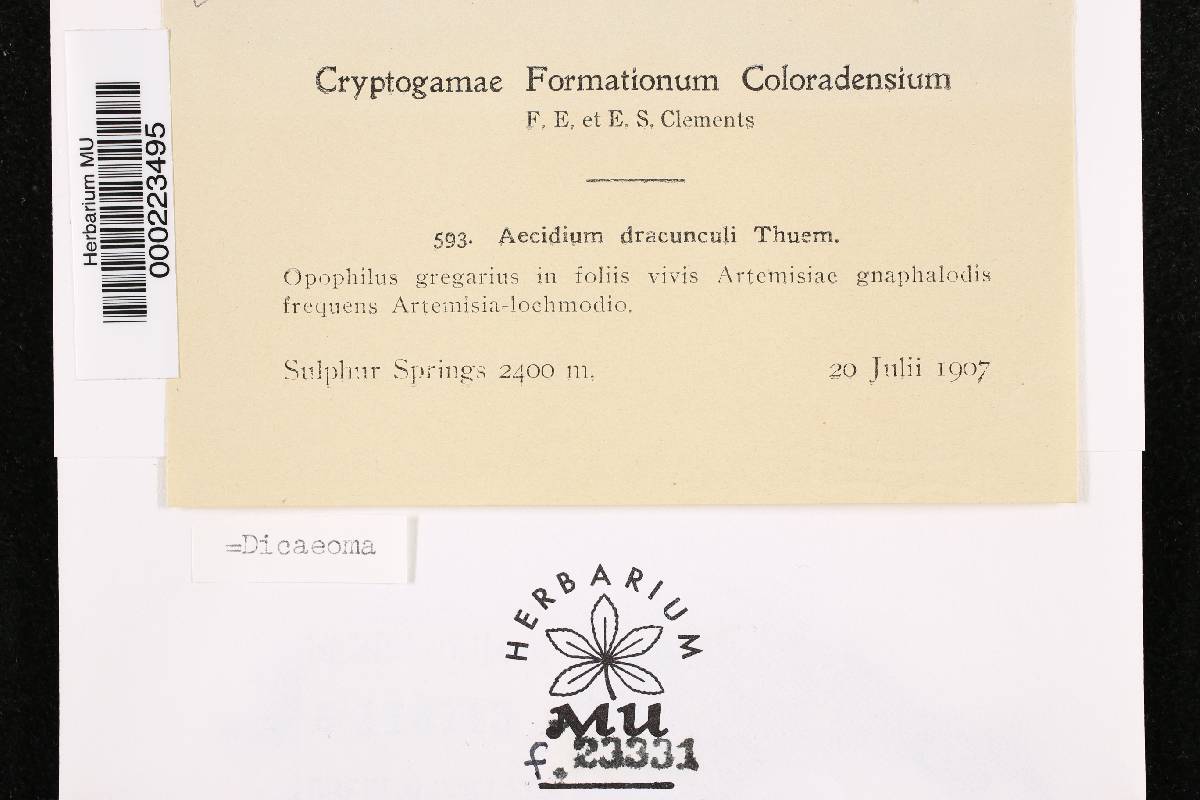 Cryptogamae Formationum Coloradensium
F. E. et E. S. Clements
593. Aecidium dracunculi Thuem.
Opophilus gregarius in foliis vivis Artemisiae gnaphalodis
frequens Artemisia-lochmodio.
Sulphur Springs 2400 m. 20 Julii 1907
Herbarium MU
000223495
=Dicaeoma
HERBARIUM
MU
f. 23331